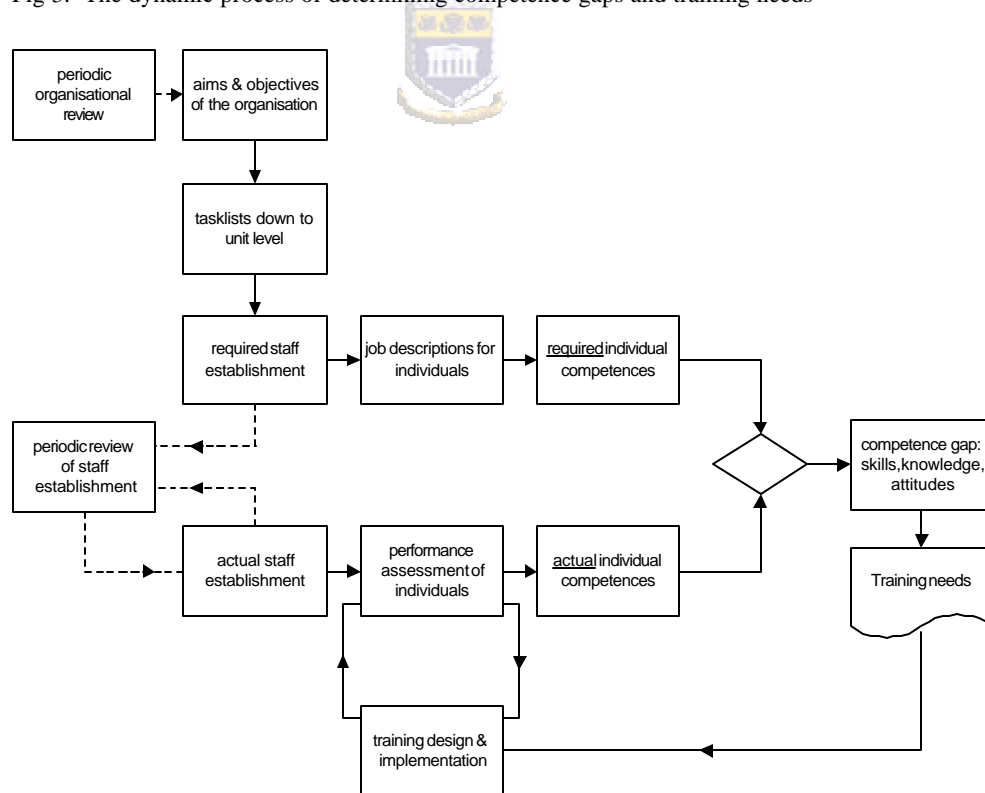 Fig 3: The dynamic process of determining competence gaps and training needs
periodic
organisational
review
aims & objectives
of the organisation
tasklists down to
unit level
required staff
establishment
job descriptions for
individuals
required individual
competences
periodic review
of staff
establishment
competence gap:
skills, knowledge,
attitudes
actual staff
establishment
performance
assessment of
individuals
actual individual
competences
Training needs
training design &
implementation